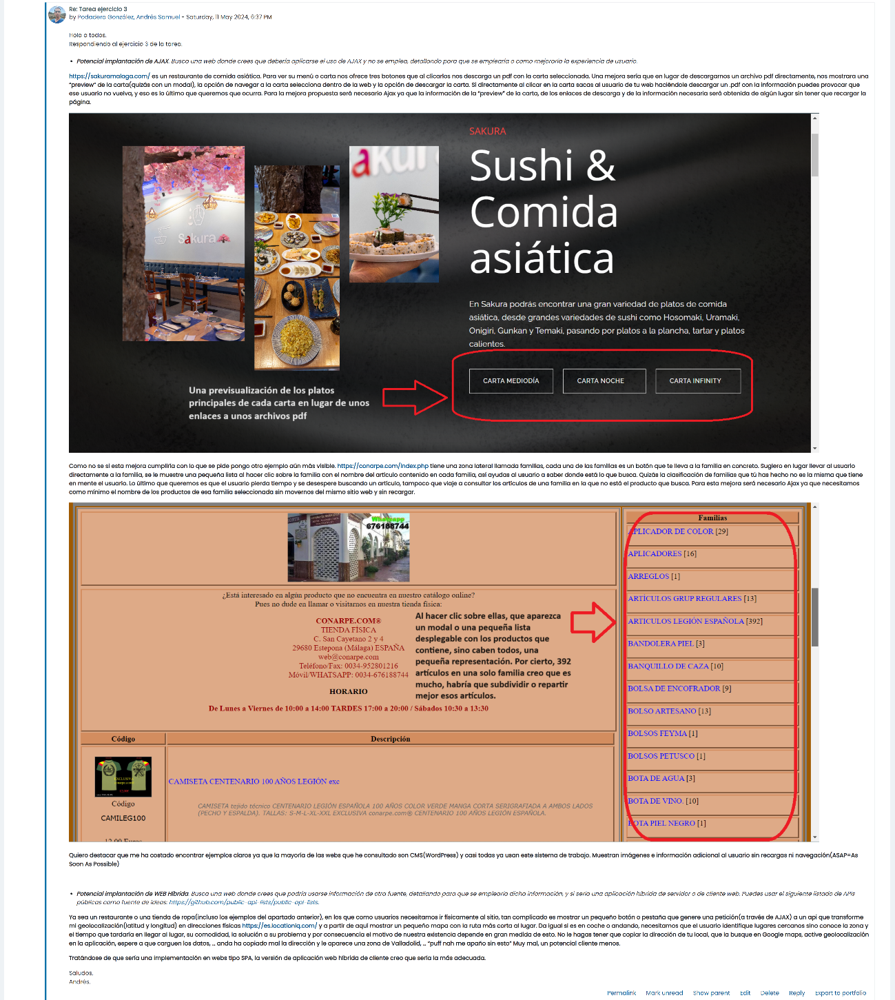 Re: Tarea ejercicio 3
by Podadera González, Andrés Samuel - Saturday, 11 May 2024, 6:37 PM
Hola a todos.
Respondiendo al ejercicio 3 de la tarea.
• Potencial implantación de AJAX. Busca una web donde crees que debería aplicarse el uso de AJAX y no se emplea, detallando para que se emplearía o como mejoraría la experiencia de usuario.
https://sakuramalaga.com/ es un restaurante de comida asiática. Para ver su menú o carta nos ofrece tres botones que al clicarlos nos descarga un pdf con la carta seleccionada. Una mejora sería que en lugar de descargarnos un archivo pdf directamente, nos mostrara una
"preview" de la carta(quizás con un modal), la opción de navegar a la carta selecciona dentro de la web y la opción de descargar la carta. Si directamente al clicar en la carta sacas al usuario de tu web haciéndole descargar un .pdf con la información puedes provocar que
ese usuario no vuelva, y eso es lo último que queremos que ocurra. Para la mejora propuesta será necesario Ajax ya que la información de la "preview" de la carta, de los enlaces de descarga y de la información necesaria será obtenida de algún lugar sin tener que recargar la
página.
SAKURA
Sushi &
Comida
asiática
akur
Sakura
En Sakura podrás encontrar una gran variedad de platos de comida
asiática, desde grandes variedades de sushi como Hosomaki, Uramaki,
Onigiri, Gunkan y Temaki, pasando por platos a la plancha, tartar y platos
calientes.
CARTA MEDIODÍA CARTA NOCHE CARTA INFINITY
Una previsualización de los platos
principales de cada carta en lugar de unos
enlaces a unos archivos pdf
Como no se si esta mejora cumpliría con lo que se pide pongo otro ejemplo aún más visible. https://conarpe.com/index.php tiene una zona lateral llamada familias, cada una de las familias es un botón que te lleva a la familia en concreto. Sugiero en lugar llevar al usuario
directamente a la familia, se le muestre una pequeña lista al hacer clic sobre la familia con el nombre del artículo contenido en cada familia, así ayudas al usuario a saber donde está lo que busca. Quizás la clasificación de familias que tú has hecho no es la misma que tiene
en mente el usuario. Lo último que queremos es que el usuario pierda tiempo y se desespere buscando un artículo, tampoco que viaje a consultar los artículos de una familia en la que no está el producto que busca. Para esta mejora será necesario Ajax ya que necesitamos
como mínimo el nombre de los productos de esa familia seleccionada sin movernos del mismo sitio web y sin recargar.
Whatsapp
676188744
¿Está interesado en algún producto que no encuentra en nuestro catálogo online?
Pues no dude en llamar o visitarnos en nuestra tienda física:
CONARPE.COM®
TIENDA FÍSICA
C. San Cayetano 2 y 4
29680 Estepona (Málaga) ESPAÑA
web@conarpe.com
Teléfono/Fax: 0034-952801216
Móvil/WHATSAPP: 0034-676188744
HORARIO
De Lunes a Viernes de 10:00 a 14:00 TARDES 17:00 a 20:00 / Sábados 10:30 a 13:30
Al hacer clic sobre ellas, que aparezca
un modal o una pequeña lista
desplegable con los productos que
contiene, sino caben todos, una
pequeña representación. Por cierto, 392
artículos en una solo familia creo que es
mucho, habría que subdividir o repartir
mejor esos artículos.
Familias
APLICADOR DE COLOR [29]
APLICADORES [16]
ARREGLOS [1]
ARTÍCULOS GRUP REGULARES [13]
ARTICULOS LEGIÓN ESPAÑOLA [392]
BANDOLERA PIEL [3]
BANQUILLO DE CAZA [10]
BOLSA DE ENCOFRADOR [9]
BOLSO ARTESANO [13]
BOLSOS FEYMA [1]
BOLSOS PETUSCO [1]
BOTA DE AGUA [3]
BOTA DE VINO. [10]
BOTA PIEL NEGRO [1]
Código Descripción
EXCLUSIVA
conarpe.com
Código
CAMILEG100
12.00 Euros
CAMISETA CENTENARIO 100 AÑOS LEGIÓN exc
CAMISETA tejido técnico CENTENARIO LEGIÓN ESPAÑOLA 100 AÑOS COLOR VERDE MANGA CORTA SERIGRAFIADA A AMBOS LADOS
(PECHO Y ESPALDA). TALLAS: S-M-L-XL-XXL EXCLUSIVA conarpe.com® CENTENARIO 100 AÑOS LEGIÓN ESPAÑOLA.
Quiero destacar que me ha costado encontrar ejemplos claros ya que la mayoría de las webs que he consultado son CMS(WordPress) y casi todas ya usan este sistema de trabajo. Muestran imágenes e información adicional al usuario sin recargas ni navegación(ASAP=As
Soon As Possible)
• Potencial implantación de WEB Híbrida. Busca una web donde crees que podría usarse información de otra fuente, detallando para que se emplearía dicha información, y si sería una aplicación híbrida de servidor o de cliente web. Puedes usar el siguiente listado de APIs
públicas como fuente de ideas: https://github.com/public-api-lists/public-api-lists.
Ya sea un restaurante o una tienda de ropa(incluso los ejemplos del apartado anterior), en los que como usuarios necesitamos ir físicamente al sitio, tan complicado es mostrar un pequeño botón o pestaña que genere una petición(a través de AJAX) a un api que transforme
mi geolocalización(latitud y longitud) en direcciones físicas https://es.locationiq.com/ y a partir de aquí mostrar un pequeño mapa con la ruta más corta al lugar. Da igual si es en coche o andando, necesitamos que el usuario identifique lugares cercanos sino conoce la zona y
el tiempo que tardaría en llegar al lugar, su comodidad, la solución a su problema y por consecuencia el motivo de nuestra existencia depende en gran medida de esto. No le hagas tener que copiar la dirección de tu local, que la busque en Google maps, active geolocalización
en la aplicación, espere a que carguen los datos, … anda ha copiado mal la dirección y le aparece una zona de Valladolid, … "puff nah me apaño sin esto" Muy mal, un potencial cliente menos.
Tratándose de que sería una implementación en webs tipo SPA, la versión de aplicación web híbrida de cliente creo que sería la más adecuada.
Saludos,
Andrés.
Permalink Mark unread Show parent Edit Delete Reply Export to portfolio